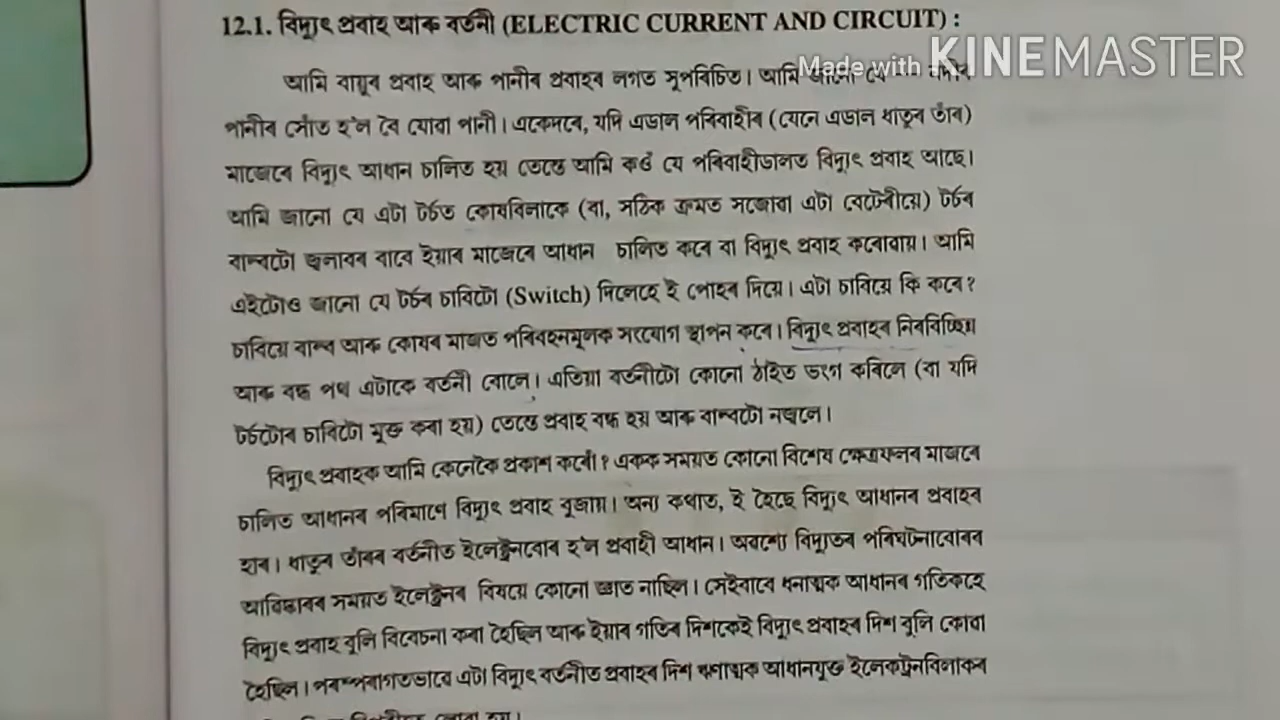 12.1. বিদ্যুৎ প্ৰবাহ আৰু বৰ্তনী (ELECTRIC CURRENT AND CIRCUIT) :
Made with KINEMASTER
আমি বায়ুৰ প্ৰবাহ আৰু পানীৰ প্ৰবাহৰ লগত সুপৰিচিত। আমি জানো যে নদীৰ
পানীৰ সোঁত হ'ল বৈ যোৱা পানী। একেদৰে, যদি এডাল পৰিবাহীৰ (যেনে এডাল ধাতুৰ তাঁৰ)
মাজেৰে বিদ্যুৎ আধান চালিত হয় তেন্তে আমি কওঁ যে পৰিবাহীডালত বিদ্যুৎ প্ৰবাহ আছে।
আমি জানো যে এটা টৰ্চত কোষবিলাকে (বা, সঠিক ক্ৰমত সজোৱা এটা বেটেৰীয়ে) টৰ্চৰ
বাল্বটো জ্বলাবৰ বাবে ইয়াৰ মাজেৰে আধান চালিত কৰে বা বিদ্যুৎ প্ৰবাহ কৰোবায়। আমি
এইটোও জানো যে টৰ্চৰ চাবিটো (Switch) দিলেহে ই পোহৰ দিয়ে। এটা চাবিয়ে কি কৰে?
চাবিয়ে বাল্ব আৰু কোষৰ মাজত পৰিবহনমূলক সংযোগ স্থাপন কৰে। বিদ্যুৎ প্ৰবাহৰ নিৰবিচ্ছিন্ন
আৰু বদ্ধ পথ এটাকে বৰ্তনী বোলে। এতিয়া বৰ্তনীটো কোনো ঠাইত ভংগ কৰিলে (বা যদি
টৰ্চটোৰ চাবিটো মুক্ত কৰা হয়) তেন্তে প্ৰবাহ বন্ধ হয় আৰু বাল্বটো নজ্বলে।
বিদ্যুৎ প্ৰবাহক আমি কেনেকৈ প্ৰকাশ কৰোঁ? একক সময়ত কোনো বিশেষ ক্ষেত্ৰফলৰ মাজৰে
চালিত আধানৰ পৰিমাণে বিদ্যুৎ প্ৰবাহ বুজায়। অন্য কথাত, ই হৈছে বিদ্যুৎ আধানৰ প্ৰবাহৰ
হাৰ। ধাতুৰ তাঁৰৰ বৰ্তনীত ইলেক্ট্ৰনবোৰ হ'ল প্ৰবাহী আধান। অৱশ্যে বিদ্যুতৰ পৰিঘটনাবোৰৰ
আবিষ্কাৰৰ সময়ত ইলেক্ট্ৰনৰ বিষয়ে কোনো জ্ঞাত নাছিল। সেইবাবে ধনাত্মক আধানৰ গতিকহে
বিদ্যুৎ প্ৰবাহ বুলি বিবেচনা কৰা হৈছিল আৰু ইয়াৰ গতিৰ দিশকেই বিদ্যুৎ প্ৰবাহৰ দিশ বুলি কোৱা
হৈছিল। পৰম্পৰাগতভাবে এটা বিদ্যুৎ বৰ্তনীত প্ৰবাহৰ দিশ ঋণাত্মক আধানযুক্ত ইলেকট্ৰনবিলাকৰ